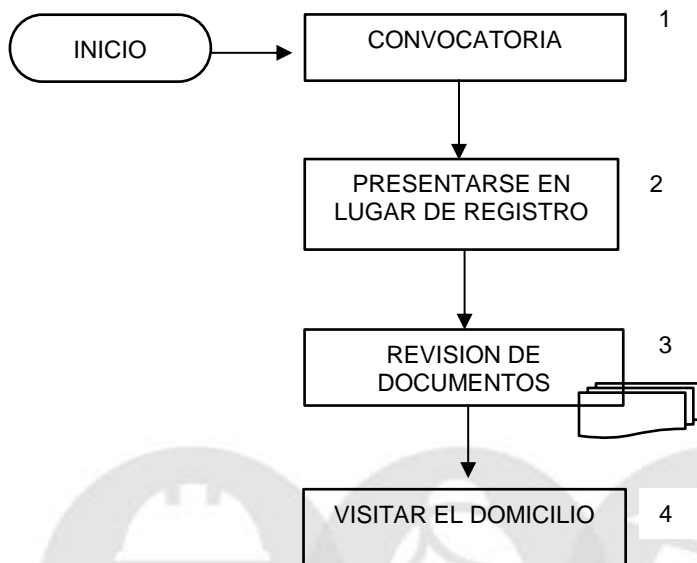 INICIO
CONVOCATORIA
1
PRESENTARSE EN
LUGAR DE REGISTRO
2
REVISION DE
DOCUMENTOS
3
VISITAR EL DOMICILIO
4